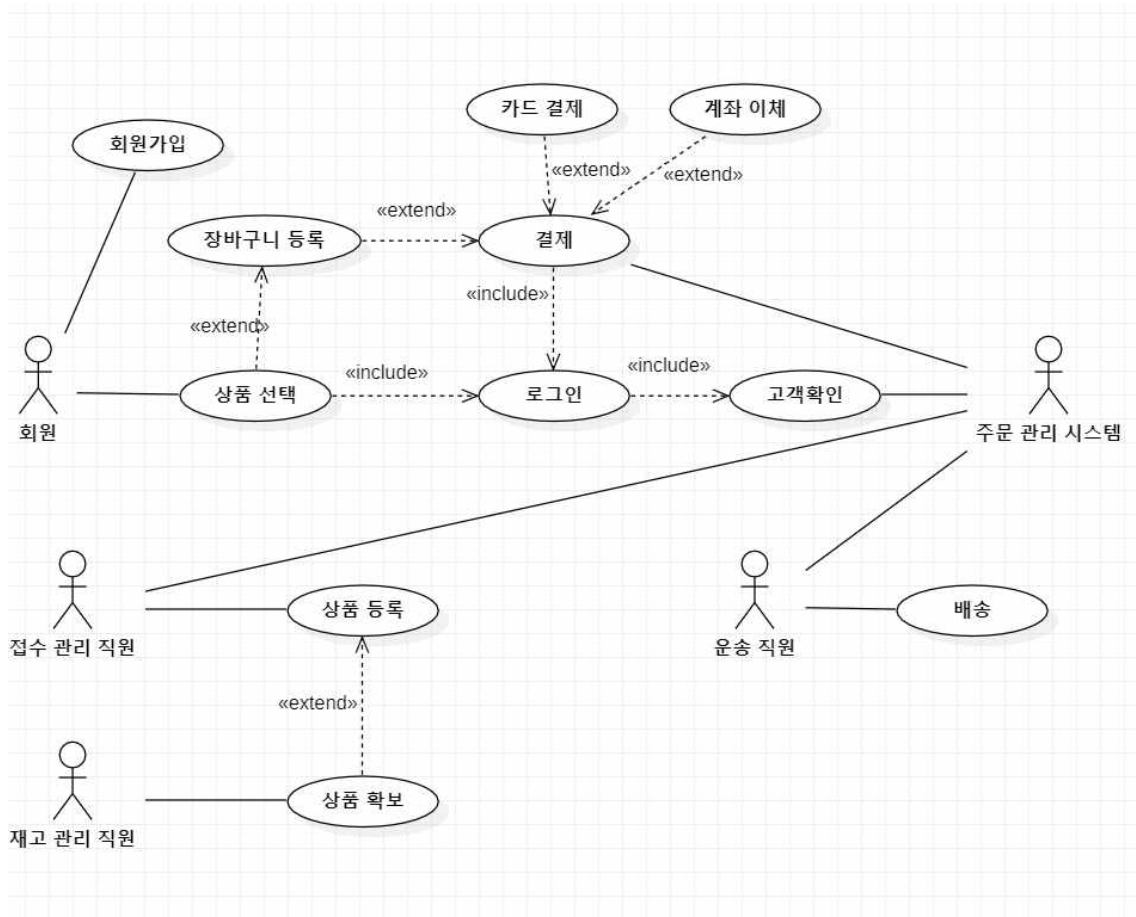 카드 결제
계좌 이체
회원가입
«extend»
«extend»
«extend»
장바구니 등록
결제
«include»
«extend»
«include»
«include»
상품 선택
로그인
고객확인
회원
주문 관리 시스템
상품 등록
배송
접수 관리 직원
운송 직원
«extend»
상품 확보
재고 관리 직원